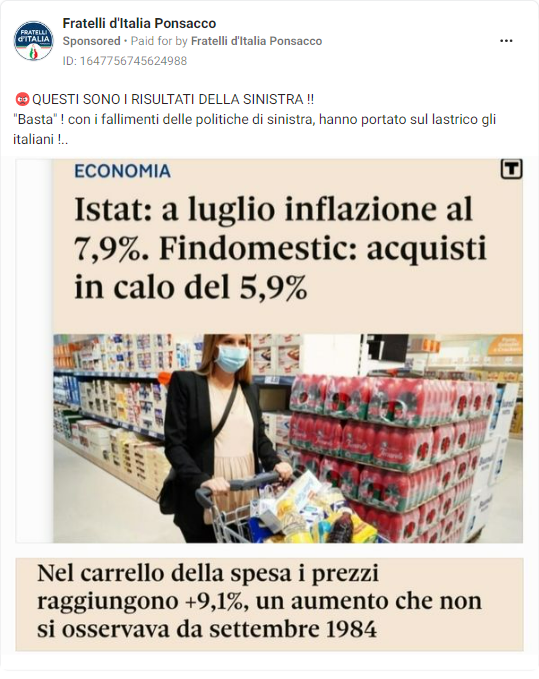 Fratelli d'Italia Ponsacco
Sponsored • Paid for by Fratelli d'Italia Ponsacco
ID: 1647756745624988
FRATELLI
d'ITALIA
QUESTI SONO I RISULTATI DELLA SINISTRA !!
"Basta" ! con i fallimenti delle politiche di sinistra, hanno portato sul lastrico gli
italiani !..
ECONOMIA
T
Istat: a luglio inflazione al
7,9%. Findomestic: acquisti
in calo del 5,9%
Nel carrello della spesa i prezzi
raggiungono +9,1%, un aumento che non
si osservava da settembre 1984